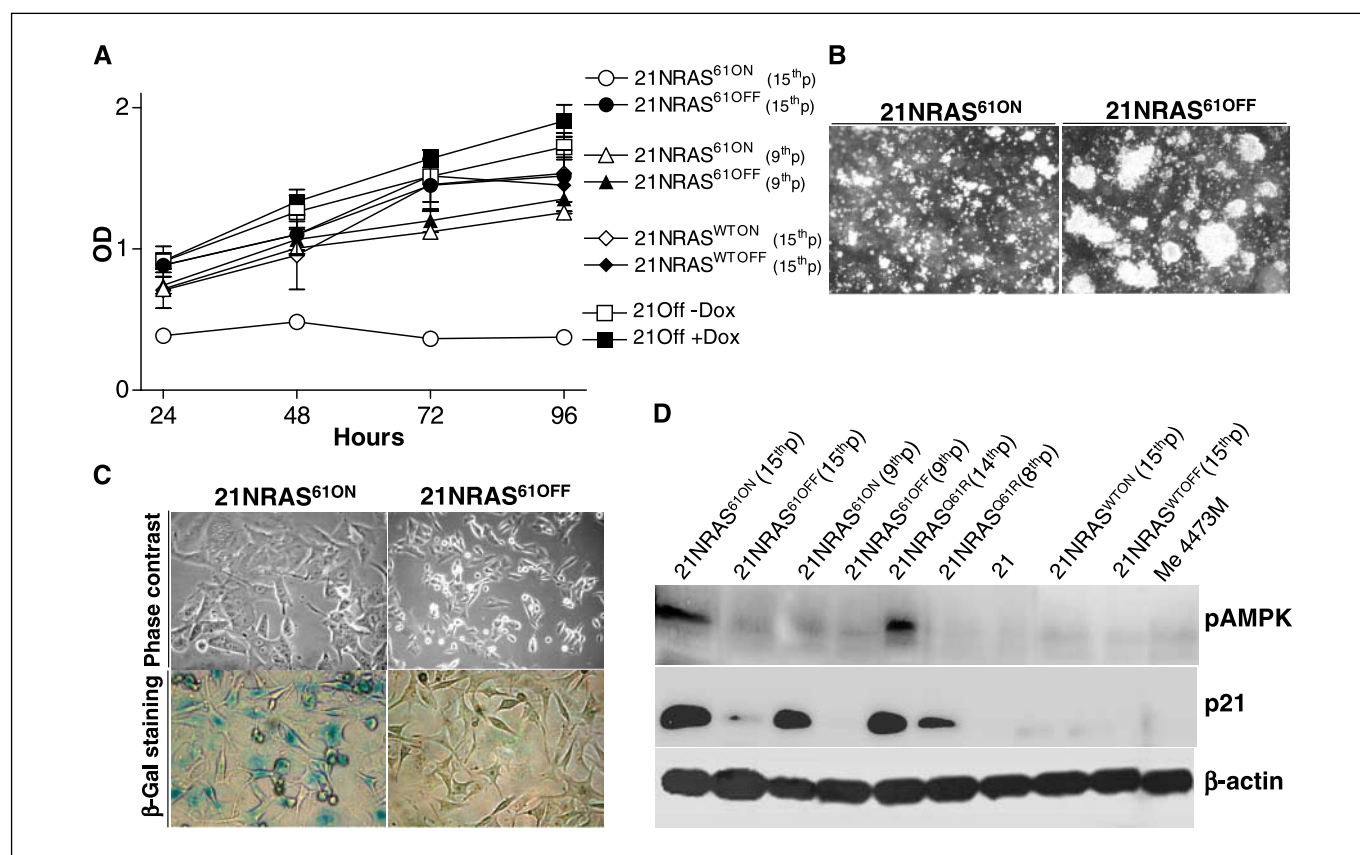 A
2
1
0
OD
24 48 72 96
Hours
21NRAS61ON (15thp)
21NRAS61OFF (15thp)
21NRAS61ON (9thp)
21NRAS61OFF (9thp)
21NRASWTON (15thp)
21NRASWTOFF (15thp)
21Off -Dox
21Off +Dox
B
21NRAS61ON 21NRAS61OFF
C
21NRAS61ON 21NRAS61OFF
Phase contrast
β-Gal staining
D
21NRAS61ON (15thp)
21NRAS61OFF (15thp)
21NRAS61ON (9thp)
21NRAS61OFF (9thp)
21NRASQ61R (14thp)
21NRASQ61R (8thp)
21
21NRASWTON (15thp)
21NRASWTOFF (15thp)
Me 4473M
pAMPK
p21
β-actin